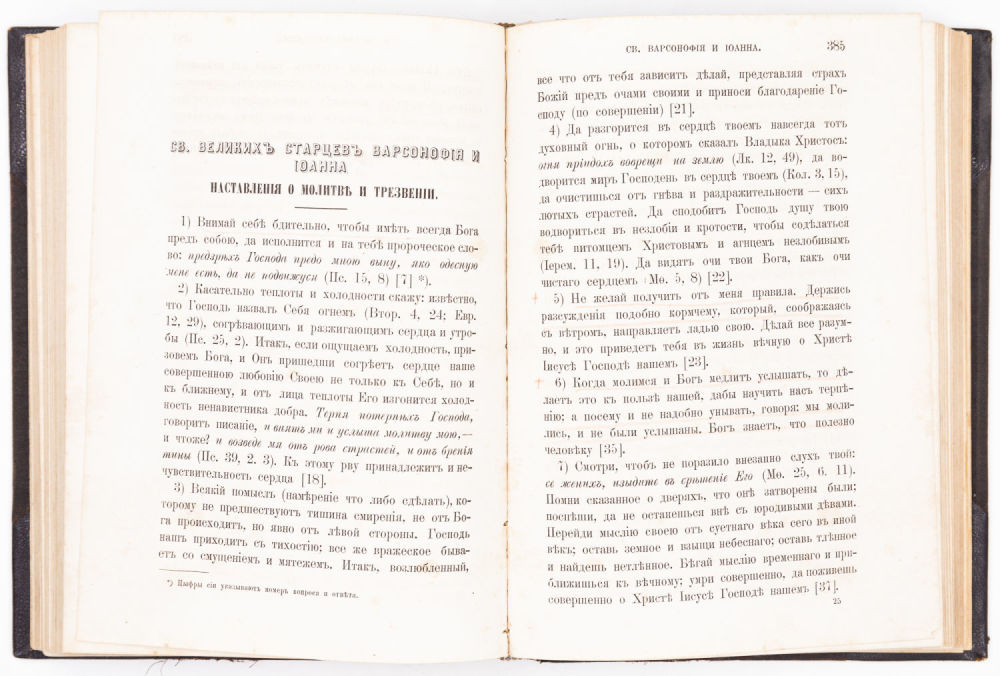 СВ. ВЕЛИКИХЪ СТАРЦЕВЪ ВАРСОНОФІЯ И
ІОАННА
НАСТАВЛЕНІЯ О МОЛИТВѢ И ТРЕЗВЕНІИ.
1) Внимай себѣ бдительно, чтобы имѣть всегда Бога
предъ собою, да исполнится и на тебѣ пророческое сло-
во: предзрѣхъ Господа предо мною выну, яко одесную
мене есть, да не подвижуся (Пс. 15, 8) [7] *).
2) Касательно теплоты и холодности скажу: извѣстно,
что Господь назвалъ Себя огнемъ (Втор. 4, 24; Евр.
12, 29), согрѣвающимъ и разжигающимъ сердца и утро-
бы (Пс. 25, 2). Итакъ, если ощущаемъ холодность, при-
зовемъ Бога, и Онъ пришедши согрѣетъ сердце наше
совершенною любовію Своею не только къ Себѣ, но и
къ ближнему, и отъ лица теплоты Его изгонится холод-
ность ненавистника добра. Терпя потерпѣхъ Господа,
говоритъ писаніе, и внятъ ми и услыша молитву мою,—
и чтоже? и возведе мя отъ рова страстей, и отъ бренія
тины (Пс. 39, 2. 3). Къ этому рву принадлежитъ и не-
чувствительность сердца [18].
3) Всякій помыслъ (намѣреніе что либо сдѣлать), ко-
торому не предшествуютъ тишина смиренія, не отъ Бо-
га происходитъ, но явно отъ лѣвой стороны. Господь
нашъ приходитъ съ тихостію; все же вражеское быва-
етъ со смущеніемъ и мятежемъ. Итакъ, возлюбленный,
*) Цыфры сіи указываютъ номеръ вопроса и отвѣта.
СВ. ВАРСОНОФІЯ И ІОАННА. 385
все что отъ тебя зависитъ дѣлай, представляя страхъ
Божій предъ очами своими и приноси благодареніе Го-
споду (по совершеніи) [21].
4) Да разгорится въ сердцѣ твоемъ навсегда тотъ
духовный огнь, о которомъ сказалъ Владыка Христосъ:
огня пріидохъ воврещи на землю (Лк. 12, 49), да во-
дворится миръ Господень въ сердцѣ твоемъ (Кол. 3, 15),
да очистишься отъ гнѣва и раздражительности — сихъ
лютыхъ страстей. Да сподобитъ Господь душу твою
водвориться въ незлобіи и кротости, чтобы содѣлаться
тебѣ питомцемъ Христовымъ и агнцемъ незлобивымъ
(Іерем. 11, 19). Да видятъ очи твои Бога, какъ очи
чистаго сердцемъ (Мѳ. 5, 8) [22].
5) Не желай получить отъ меня правила. Держись
разсужденія подобно кормчему, который, соображаясь
съ вѣтромъ, направляетъ ладью свою. Дѣлай все разум-
но, и это приведетъ тебя въ жизнь вѣчную о Христѣ
Іисусѣ Господѣ нашемъ [23].
6) Когда молимся и Богъ медлитъ услышать, то дѣ-
лаетъ это къ пользѣ нашей, дабы научить насъ терпѣ-
нію; а посему и не надобно унывать, говоря: мы моли-
лись, и не были услышаны. Богъ знаетъ, что полезно
человѣку [35].
7) Смотри, чтобъ не поразило внезапно слухъ твой:
се женихъ, изыдите въ срѣтеніе Его (Мѳ. 25, 6. 11).
Помни сказанное о дверяхъ, что онѣ затворены были;
поспѣши, да не останешься внѣ съ юродивыми дѣвами.
Перейди мыслію своею отъ суетнаго вѣка сего въ иной
вѣкъ; оставь земное и взыщи небеснаго; оставь тлѣнное
и найдешь нетлѣнное. Бѣгай мыслію временнаго и при-
ближишься къ вѣчному; умри совершенно, да поживешь
совершенно о Христѣ Іисусѣ Господѣ нашемъ [37].
25